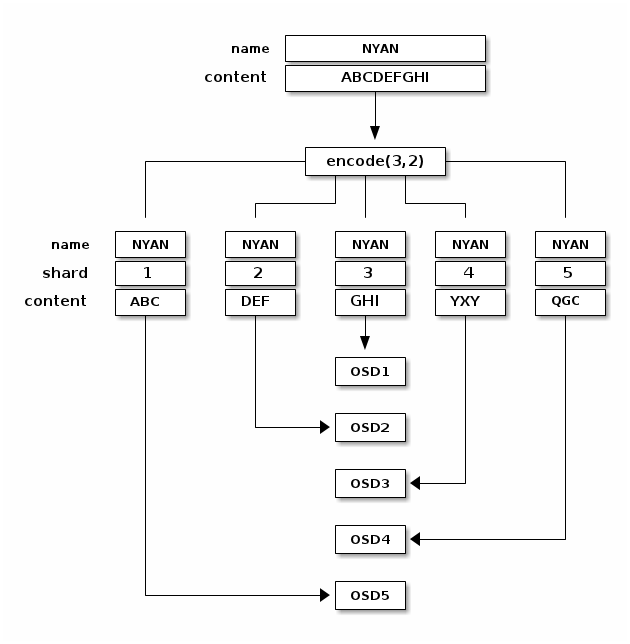 name NYAN
content ABCDEFGHI
encode(3,2)
name NYAN NYAN NYAN NYAN NYAN
shard 1 2 3 4 5
content ABC DEF GHI YXY QGC
OSD1
OSD2
OSD3
OSD4
OSD5